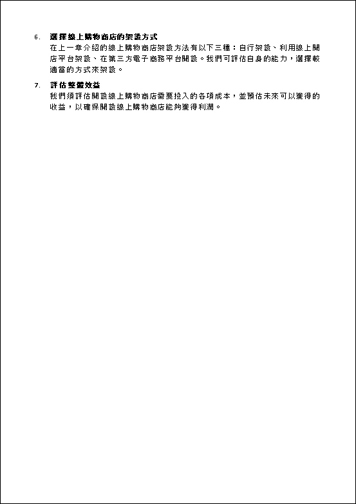 6. 選擇線上購物商店的架設方式
在上一章介紹的線上購物商店架設方法有以下三種：自行架設、利用線上開
店平台架設、在第三方電子商務平台開設。我們可評估自身的能力，選擇較
適當的方式來架設。
7. 評估整體效益
我們須評估開設線上購物商店需要投入的各項成本，並預估未來可以獲得的
收益，以確保開設線上購物商店能夠獲得利潤。